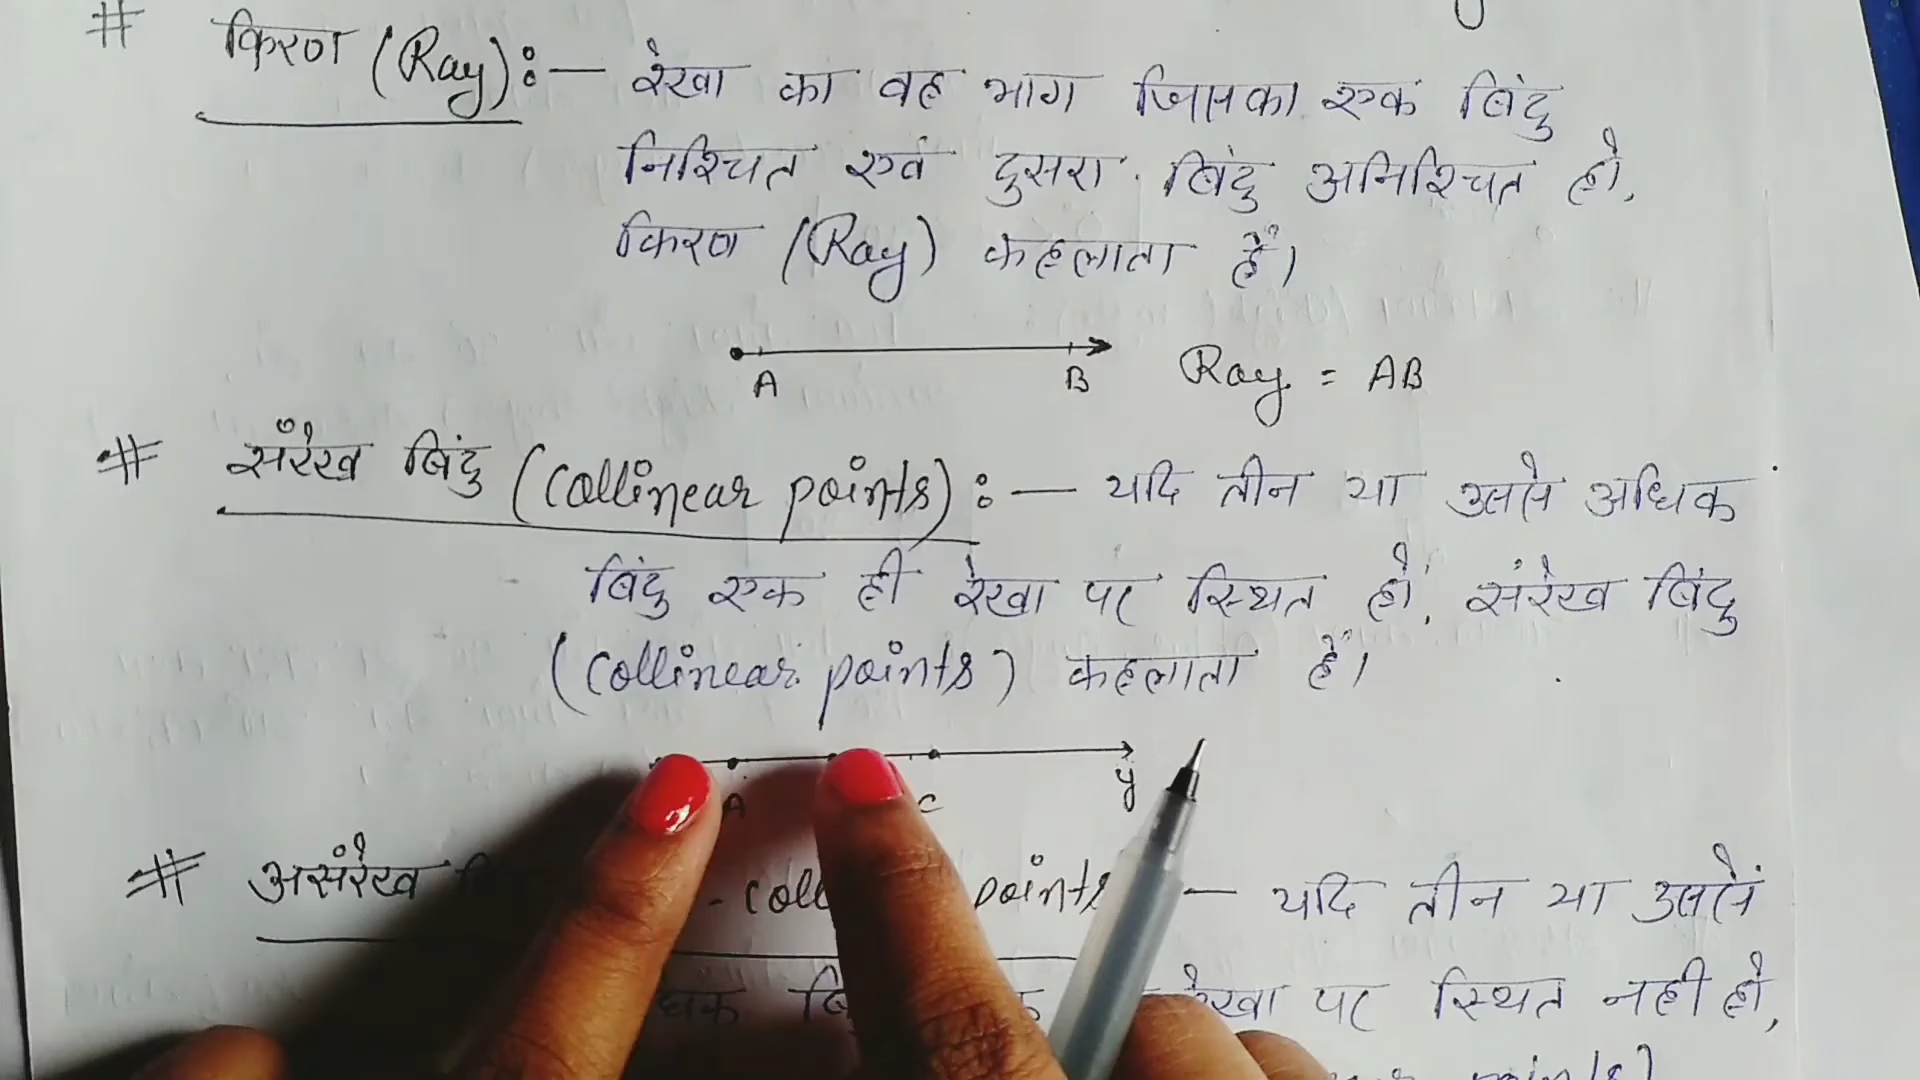 # किरण (Ray) :— रेखा का वह भाग जिसका एक बिंदु
निश्चित एवं दुसरा बिंदु अनिश्चित हो,
किरण (Ray) कहलाता हैं।
A B Ray = AB
# संरेख बिंदु (Collinear points) :— यदि तीन या उससे अधिक
बिंदु एक ही रेखा पर स्थित हो, संरेख बिंदु
(Collinear points) कहलाता हैं।
A C y
# असंरेख points — यदि तीन या उससे
रेखा पर स्थित नही हो,